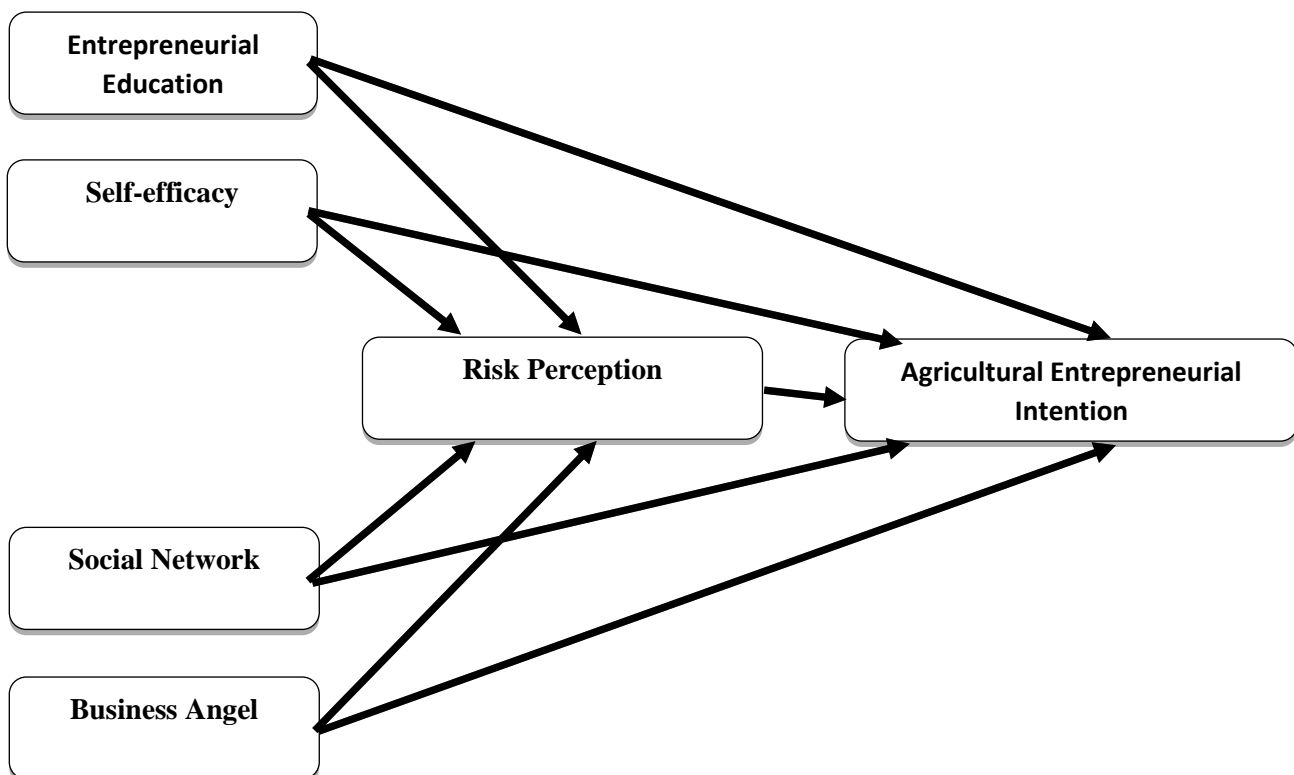 Entrepreneurial
Education
Self-efficacy
Risk Perception
Agricultural Entrepreneurial
Intention
Social Network
Business Angel